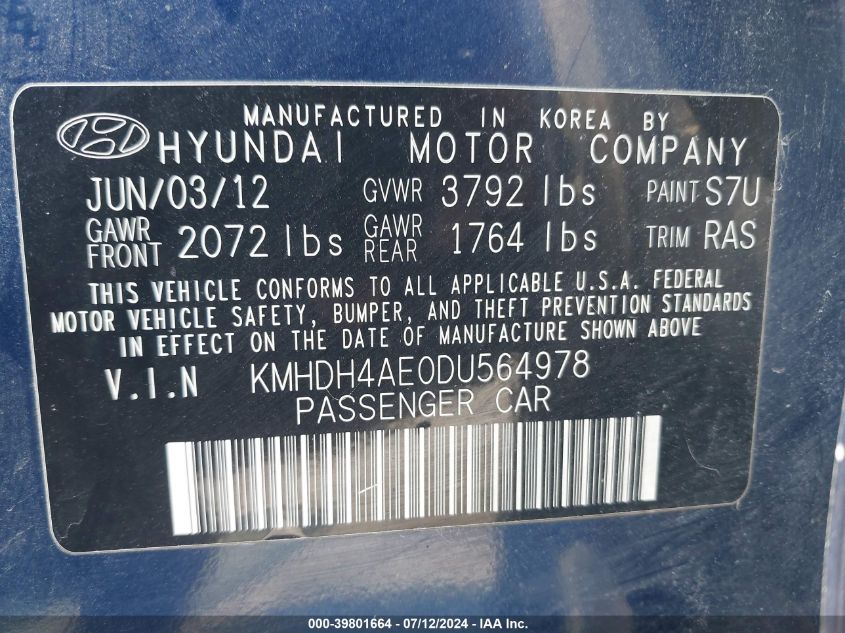 MANUFACTURED IN KOREA BY
HYUNDAI MOTOR COMPANY
JUN/03/12 GVWR 3792 lbs PAINT S7U
GAWR FRONT 2072 lbs GAWR REAR 1764 lbs TRIM RAS
THIS VEHICLE CONFORMS TO ALL APPLICABLE U.S.A. FEDERAL
MOTOR VEHICLE SAFETY, BUMPER, AND THEFT PREVENTION STANDARDS
IN EFFECT ON THE DATE OF MANUFACTURE SHOWN ABOVE
V.I.N KMHDH4AE0DU564978
PASSENGER CAR
000-39801664 - 07/12/2024 - IAA Inc.